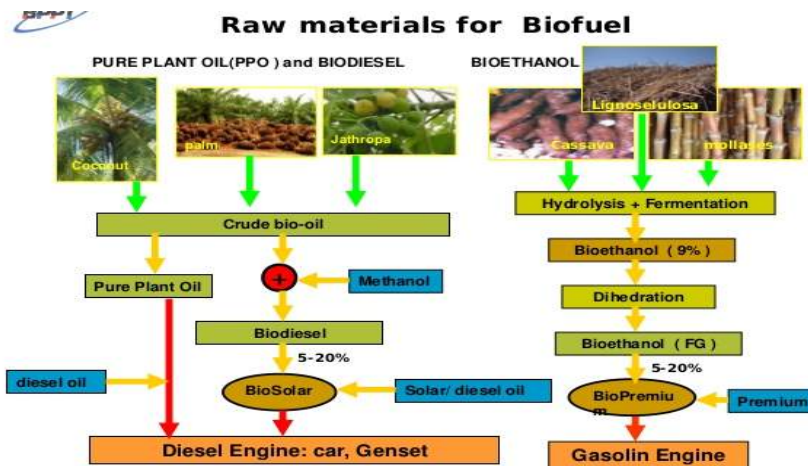 BPPT
Raw materials for Biofuel
PURE PLANT OIL(PPO ) and BIODIESEL
BIOETHANOL
Coconut
palm
Jathropa
Lignoselulosa
Cassava
mollases
Crude bio-oil
Hydrolysis + Fermentation
Pure Plant Oil
+
Methanol
Bioethanol ( 9%)
Biodiesel
Dihedration
5-20%
Bioethanol ( FG )
diesel oil
BioSolar
Solar/ diesel oil
5-20%
BioPremiu
m
Premium
Diesel Engine: car, Genset
Gasolin Engine